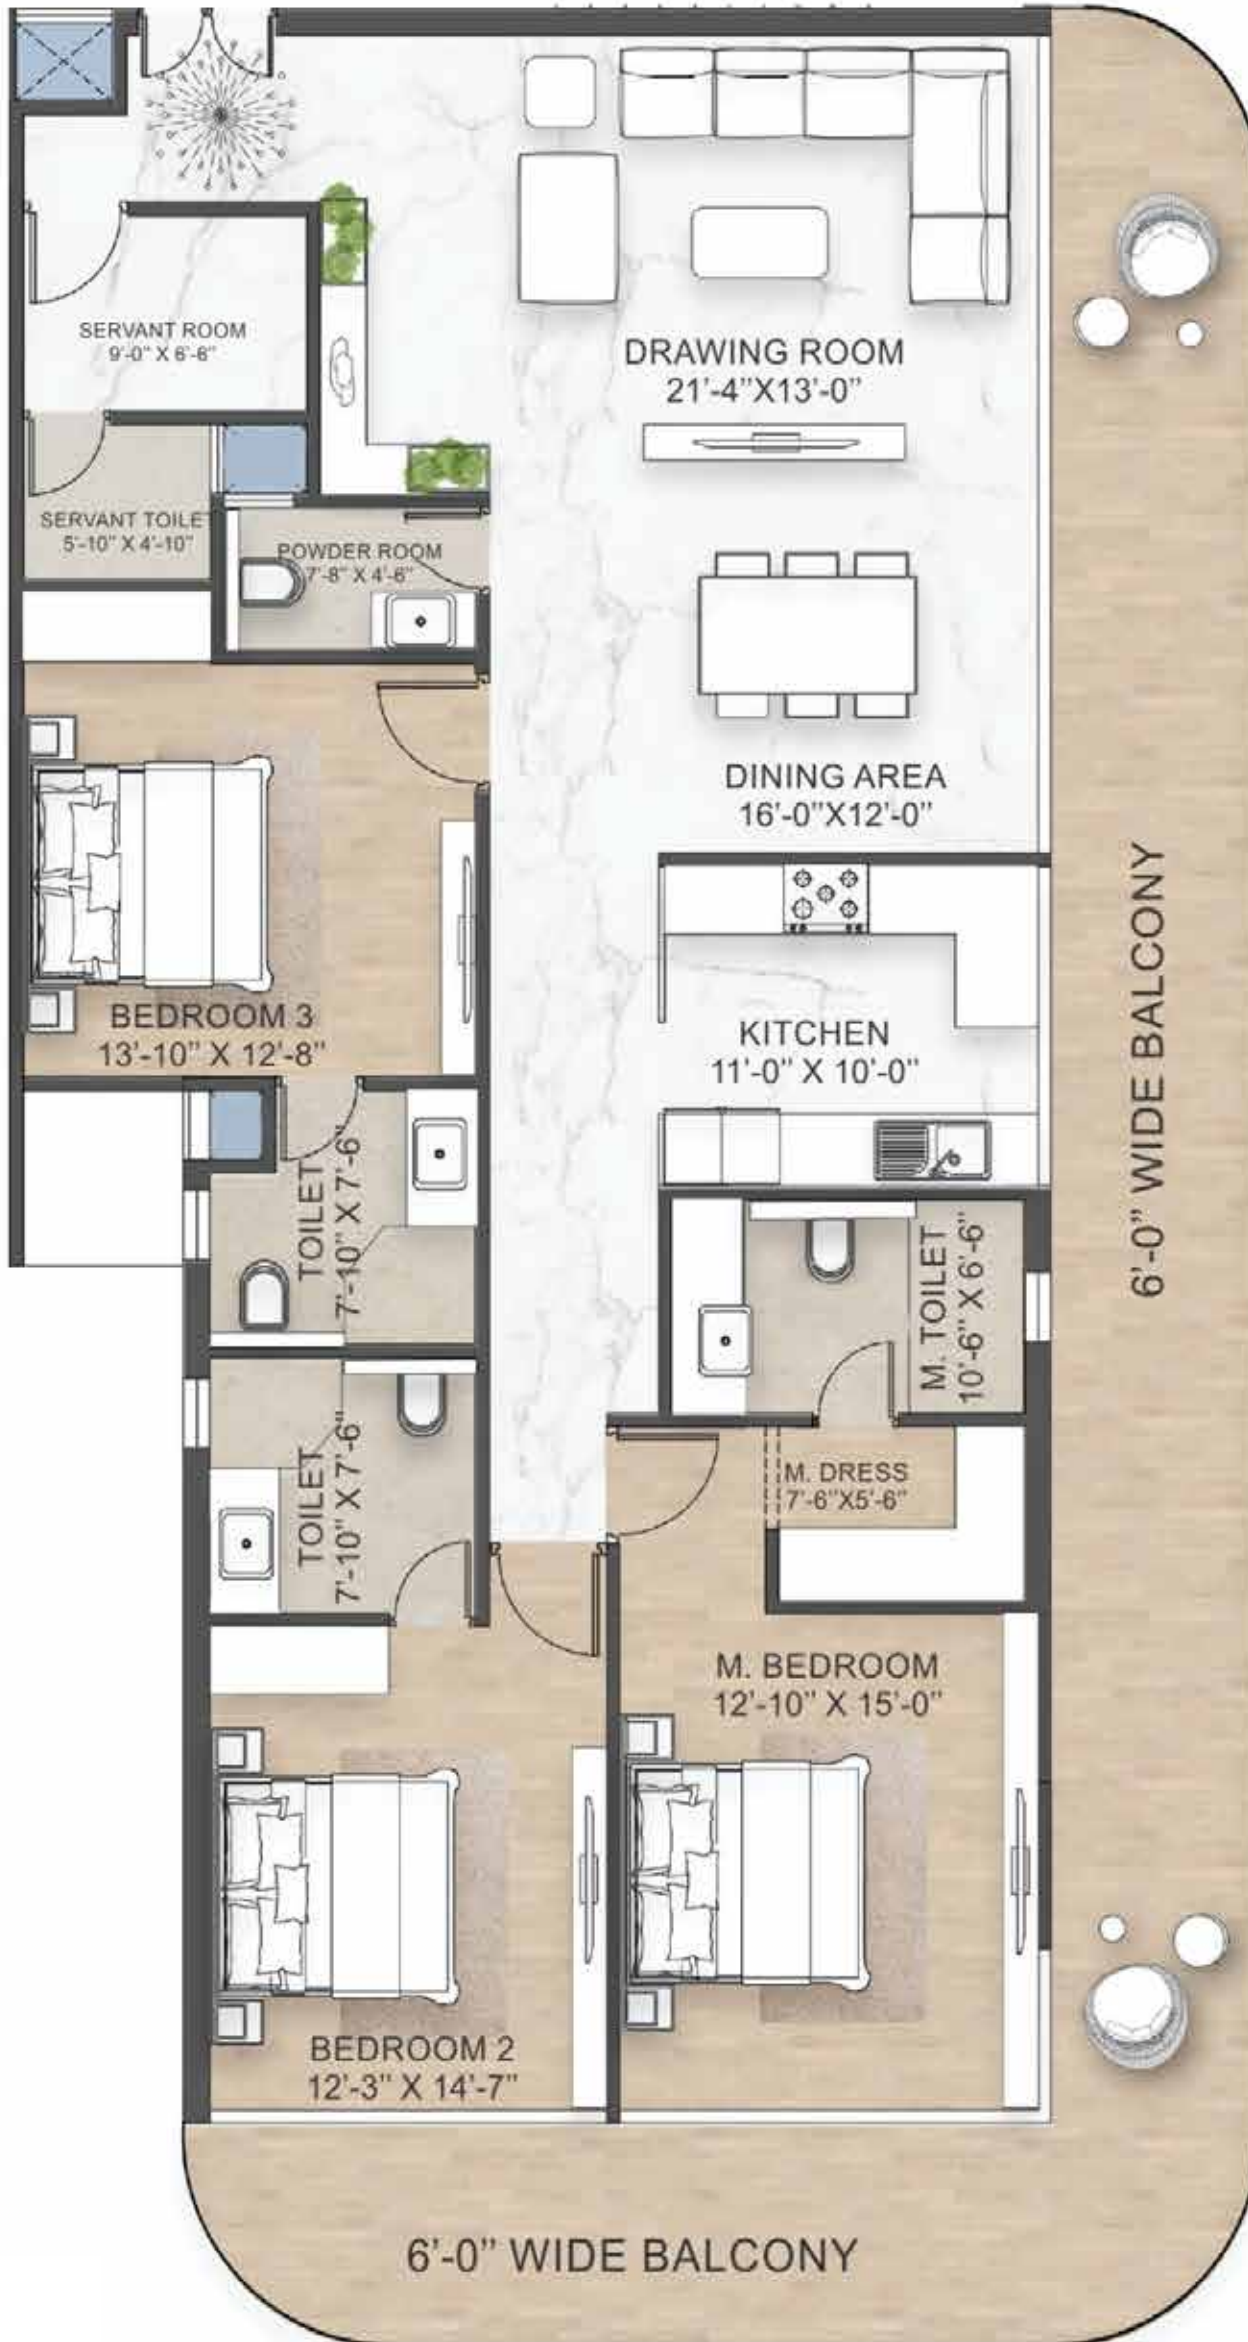 SERVANT ROOM
9'-0" X 6'-6"
DRAWING ROOM
21'-4"X13'-0"
SERVANT TOILET
5'-10" X 4'-10"
POWDER ROOM
7'-8" X 4'-6"
DINING AREA
16'-0"X12'-0"
BEDROOM 3
13'-10" X 12'-8"
KITCHEN
11'-0" X 10'-0"
6'-0" WIDE BALCONY
TOILET
7'-10" X 7'-6"
M. TOILET
10'-6" X 6'-6"
TOILET
7'-10" X 7'-6"
M. DRESS
7'-6"X5'-6"
M. BEDROOM
12'-10" X 15'-0"
BEDROOM 2
12'-3" X 14'-7"
6'-0" WIDE BALCONY